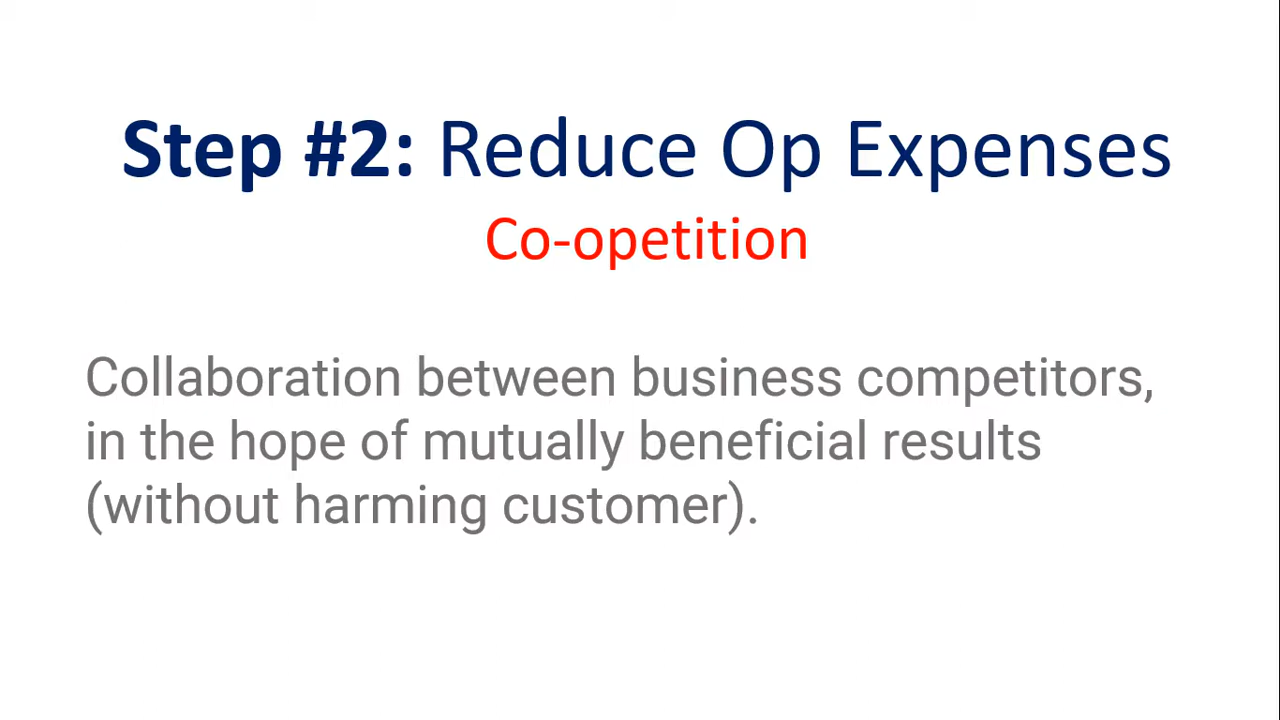 Step #2: Reduce Op Expenses
Co-opetition
Collaboration between business competitors,
in the hope of mutually beneficial results
(without harming customer).